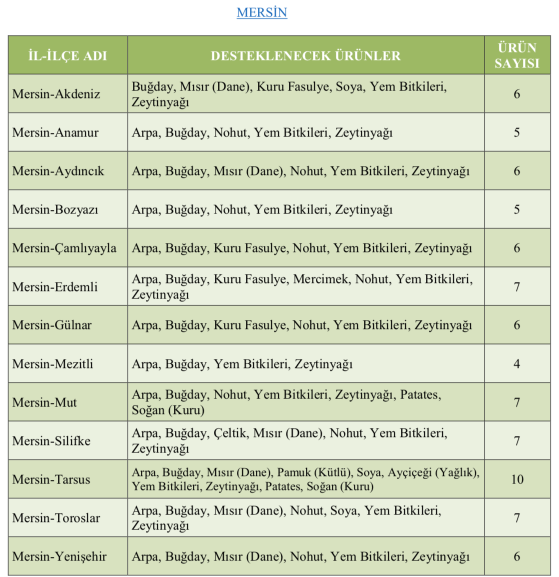 MERSİN
İL-İLÇE ADI DESTEKLENECEK ÜRÜNLER ÜRÜN SAYISI
Mersin-Akdeniz Buğday, Mısır (Dane), Kuru Fasulye, Soya, Yem Bitkileri, 6
Zeytinyağı
Mersin-Anamur Arpa, Buğday, Nohut, Yem Bitkileri, Zeytinyağı 5
Mersin-Aydıncık Arpa, Buğday, Mısır (Dane), Nohut, Yem Bitkileri, Zeytinyağı 6
Mersin-Bozyazı Arpa, Buğday, Nohut, Yem Bitkileri, Zeytinyağı 5
Mersin-Çamlıyayla Arpa, Buğday, Kuru Fasulye, Nohut, Yem Bitkileri, Zeytinyağı 6
Mersin-Erdemli Arpa, Buğday, Kuru Fasulye, Mercimek, Nohut, Yem Bitkileri, 7
Zeytinyağı
Mersin-Gülnar Arpa, Buğday, Kuru Fasulye, Nohut, Yem Bitkileri, Zeytinyağı 6
Mersin-Mezitli Arpa, Buğday, Yem Bitkileri, Zeytinyağı 4
Mersin-Mut Arpa, Buğday, Nohut, Yem Bitkileri, Zeytinyağı, Patates, 7
Soğan (Kuru)
Mersin-Silifke Arpa, Buğday, Çeltik, Mısır (Dane), Nohut, Yem Bitkileri, 7
Zeytinyağı
Mersin-Tarsus Arpa, Buğday, Mısır (Dane), Pamuk (Kütlü), Soya, Ayçiçeği (Yağlık), 10
Yem Bitkileri, Zeytinyağı, Patates, Soğan (Kuru)
Mersin-Toroslar Arpa, Buğday, Mısır (Dane), Nohut, Soya, Yem Bitkileri, 7
Zeytinyağı
Mersin-Yenişehir Arpa, Buğday, Mısır (Dane), Nohut, Yem Bitkileri, Zeytinyağı 6